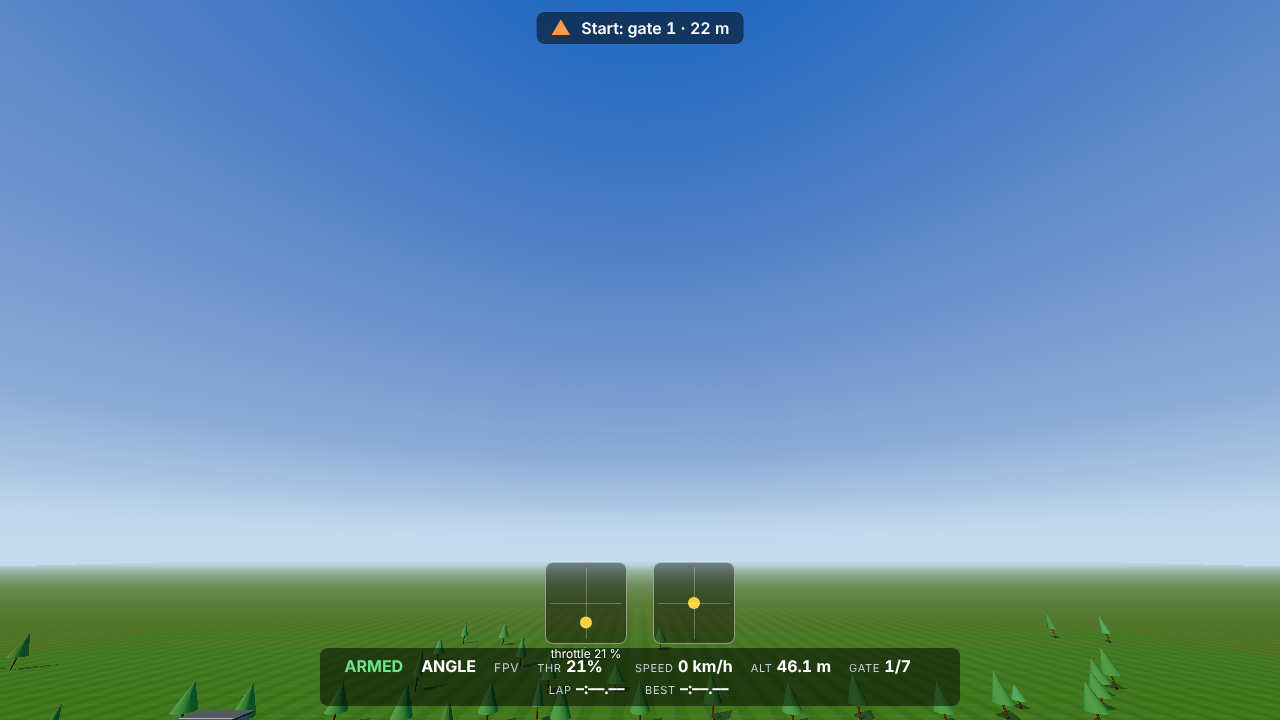 Start: gate 1 · 22 m
throttle 21 %
ARMED ANGLE FPV THR 21% SPEED 0 km/h ALT 46.1 m GATE 1/7
LAP –:––.–– BEST –:––.––